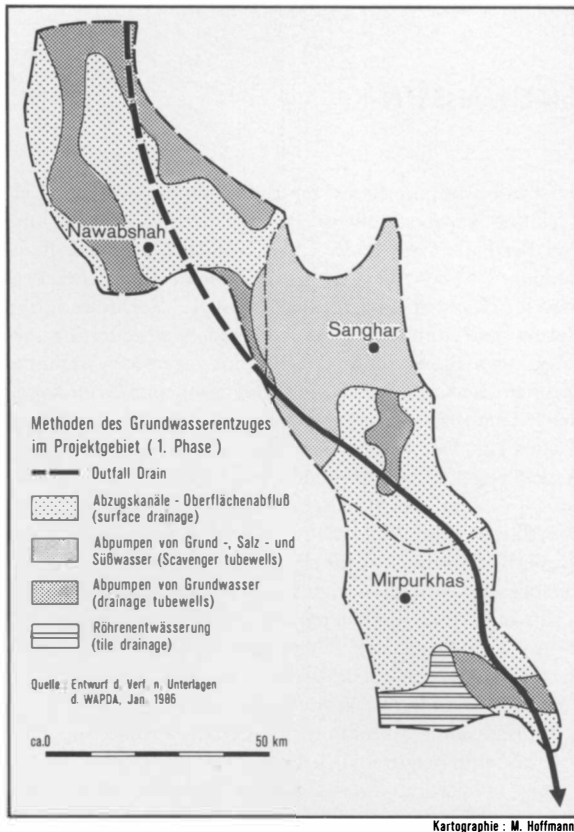 Nawabshah
Sanghar
Methoden des Grundwasserentzuges
im Projektgebiet (1. Phase)
Outfall Drain
Abzugskanäle - Oberflächenabfluß
(surface drainage)
Abpumpen von Grund-, Salz- und
Süßwasser (Scavenger tubewells)
Abpumpen von Grundwasser
(drainage tubewells)
Röhrenentwässerung
(tile drainage)
Mirpurkhas
Quelle: Entwurf d. Verf. n. Unterlagen
d. WAPDA, Jan. 1986
ca.0 50 km
Kartographie : M. Hoffmann